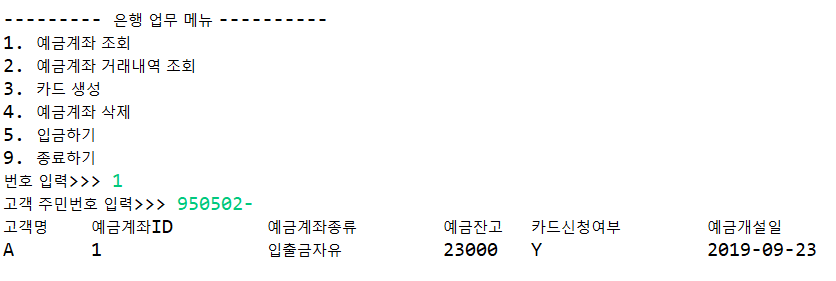 --------- 은행 업무 메뉴 ----------
1. 예금계좌 조회
2. 예금계좌 거래내역 조회
3. 카드 생성
4. 예금계좌 삭제
5. 입금하기
9. 종료하기
번호 입력>>> 1
고객 주민번호 입력>>> 950502-
고객명 예금계좌ID 예금계좌종류 예금잔고 카드신청여부 예금개설일
A 1 입출금자유 23000 Y 2019-09-23